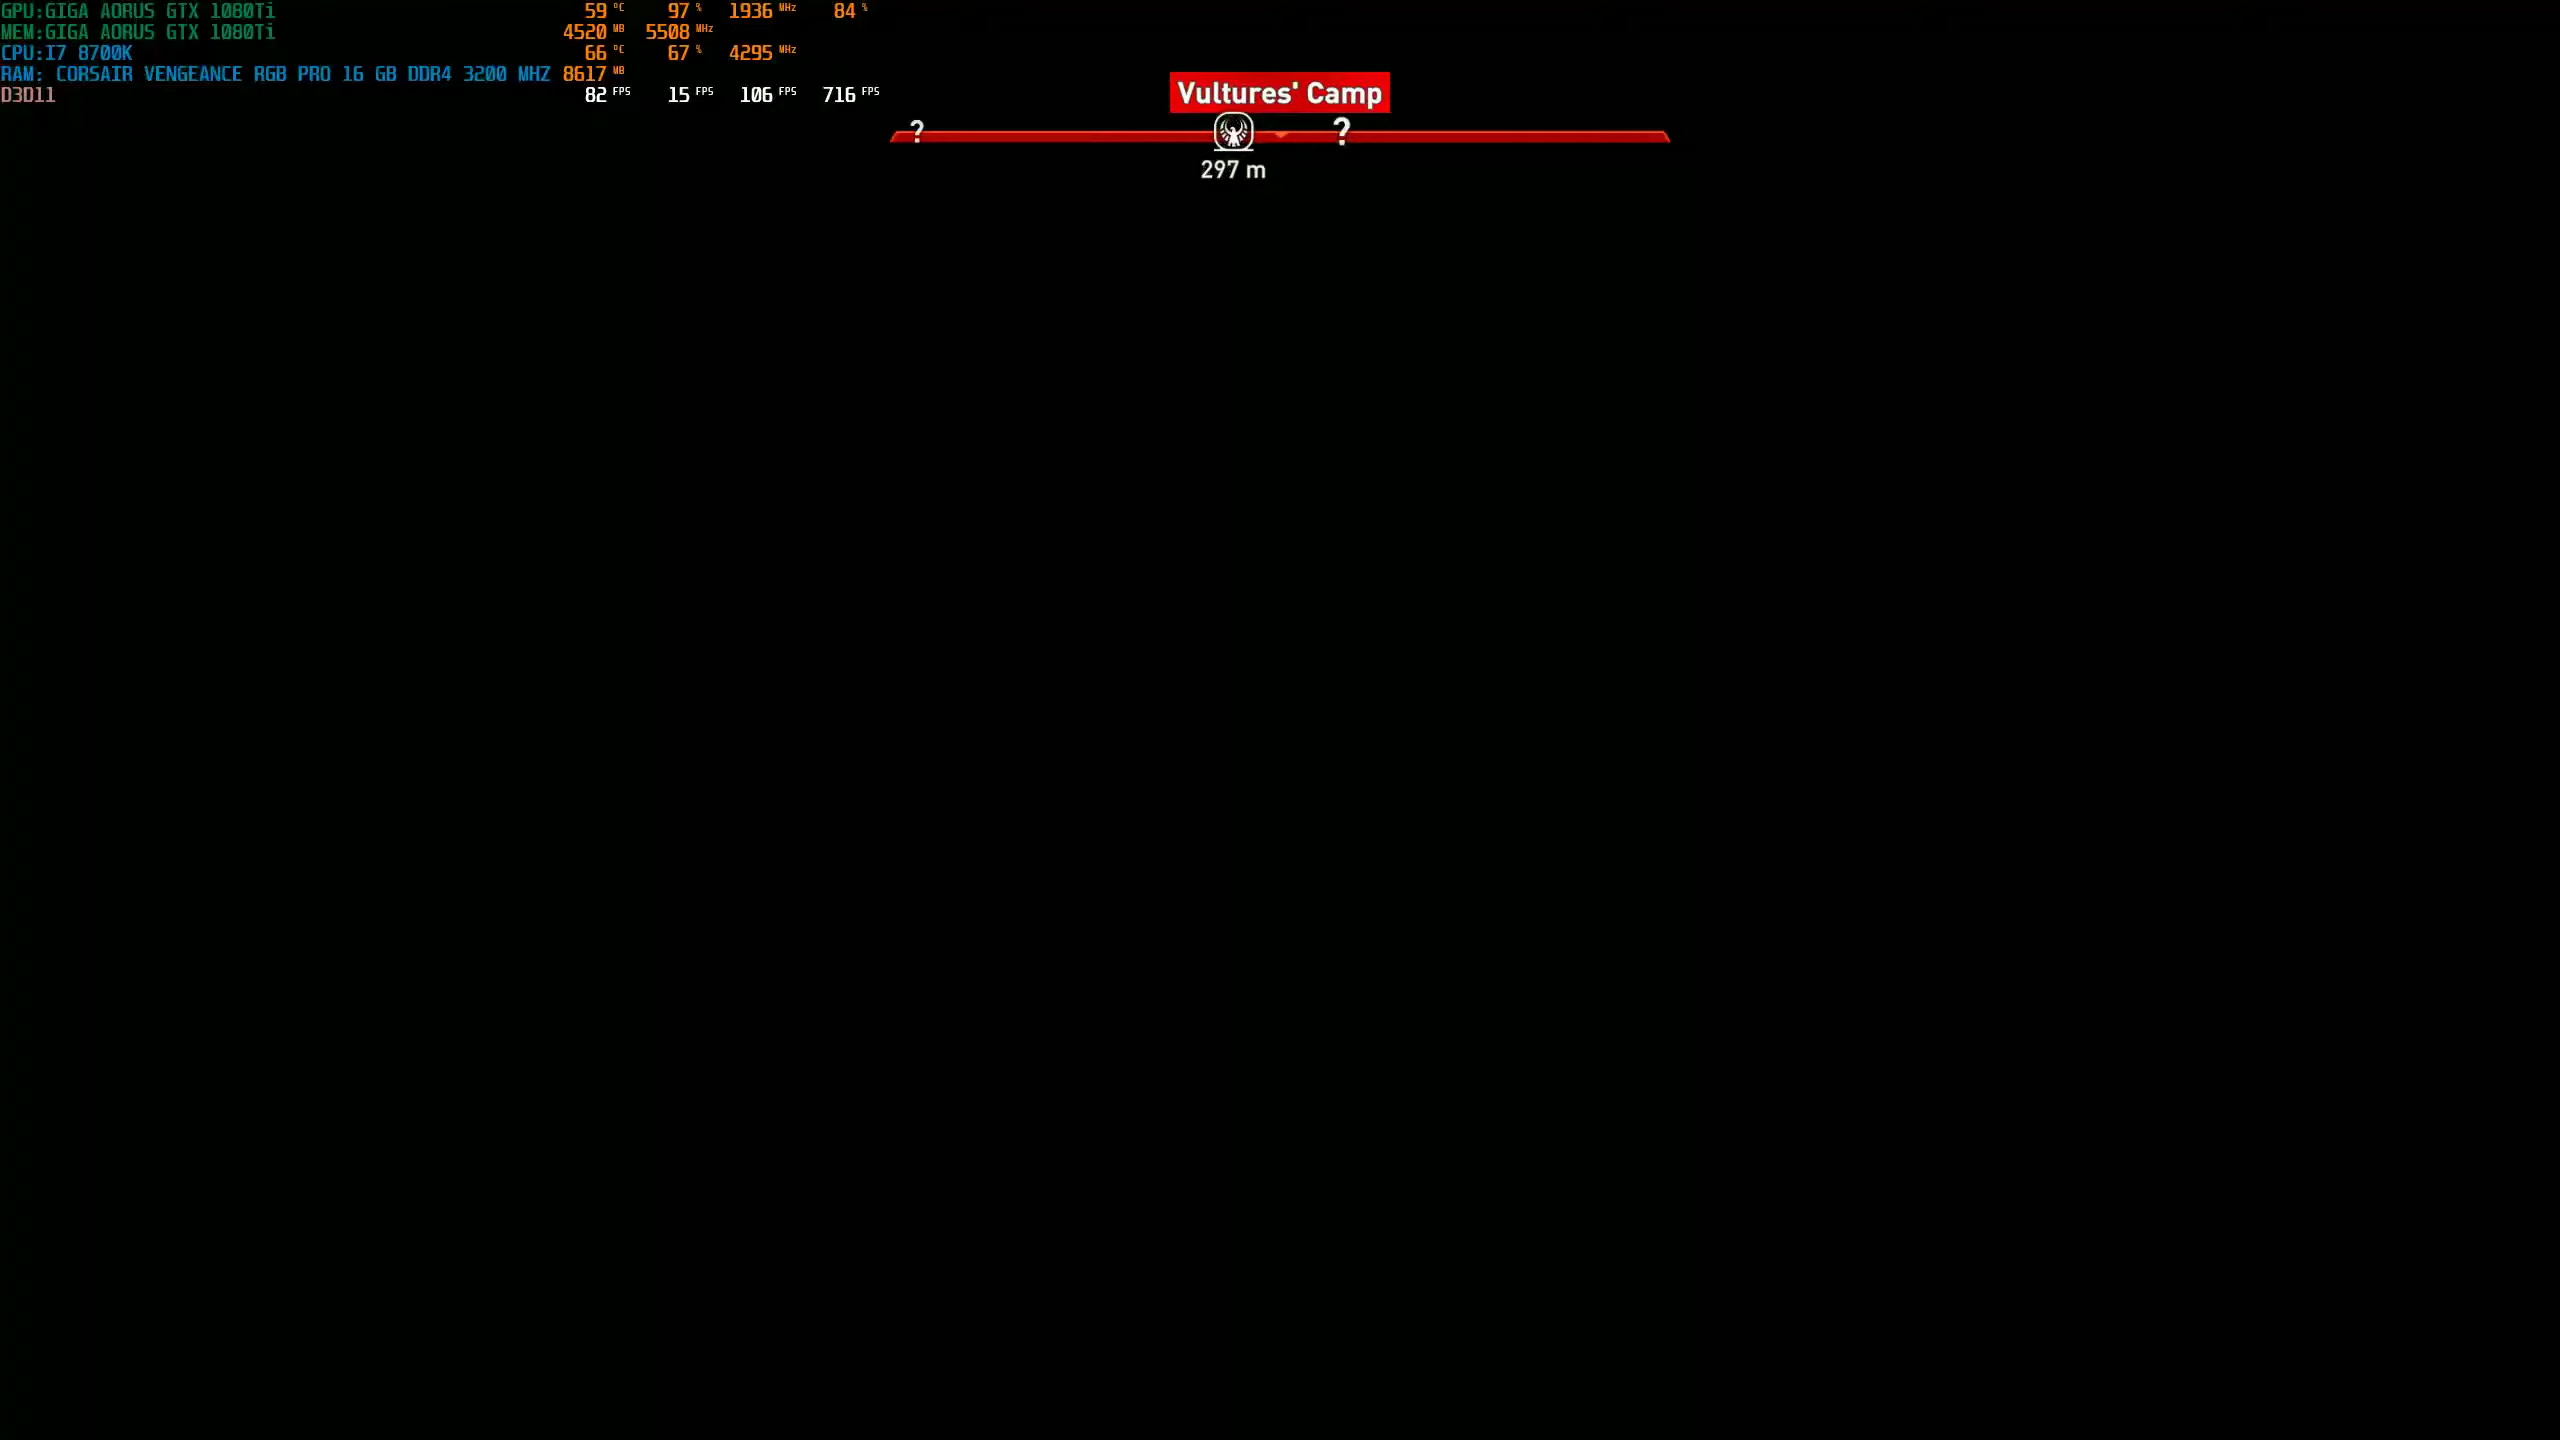 GPU:GIGA AORUS GTX 1080Ti 59 °C 97 % 1936 MHz 84 %
MEM:GIGA AORUS GTX 1080Ti 4520 MB 5508 MHz
CPU:I7 8700K 66 °C 67 % 4295 MHz
RAM: CORSAIR VENGEANCE RGB PRO 16 GB DDR4 3200 MHZ 8617 MB
D3D11 82 FPS 15 FPS 106 FPS 716 FPS
Vultures' Camp
? ?
297 m